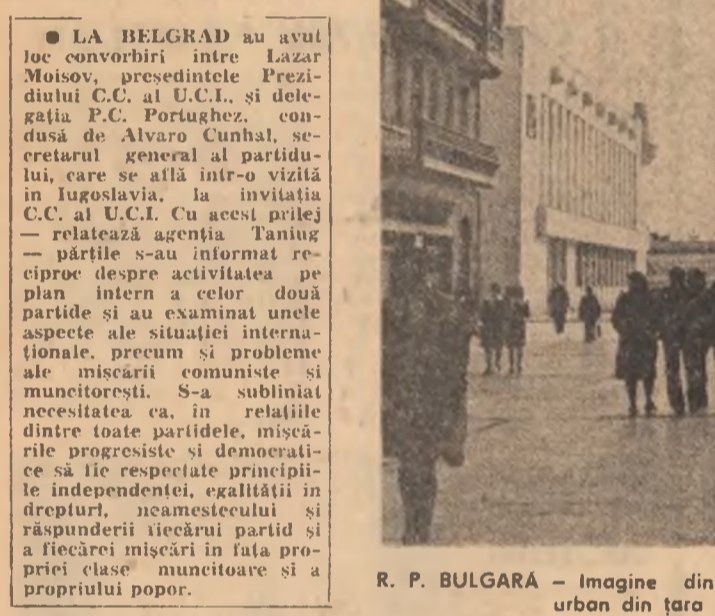 ● LA BELGRAD au avut
loc convorbiri intre Lazar
Moisov, președintele Prezi-
diului C.C. al U.C.I., și dele-
gația P.C. Portughez, con-
dusă de Alvaro Cunhal, se-
cretarul general al partidu-
lui, care se află intr-o vizită
in Iugoslavia, la invitația
C.C. al U.C.I. Cu acest prilej
— relatează agenția Taniug
— părțile s-au informat re-
ciproc despre activitatea pe
plan intern a celor două
partide și au examinat unele
aspecte ale situației interna-
ționale, precum și probleme
ale mișcării comuniste și
muncitorești. S-a subliniat
necesitatea ca, în relațiile
dintre toate partidele, mișcă-
rile progresiste și democrati-
ce să fie respectate principii-
le independenței, egalității in
drepturi, neamestecului și
răspunderii fiecărui partid și
a fiecărei mișcări in fața pro-
priei clase muncitoare și a
propriului popor.
R. P. BULGARĂ – Imagine din
urban din țara